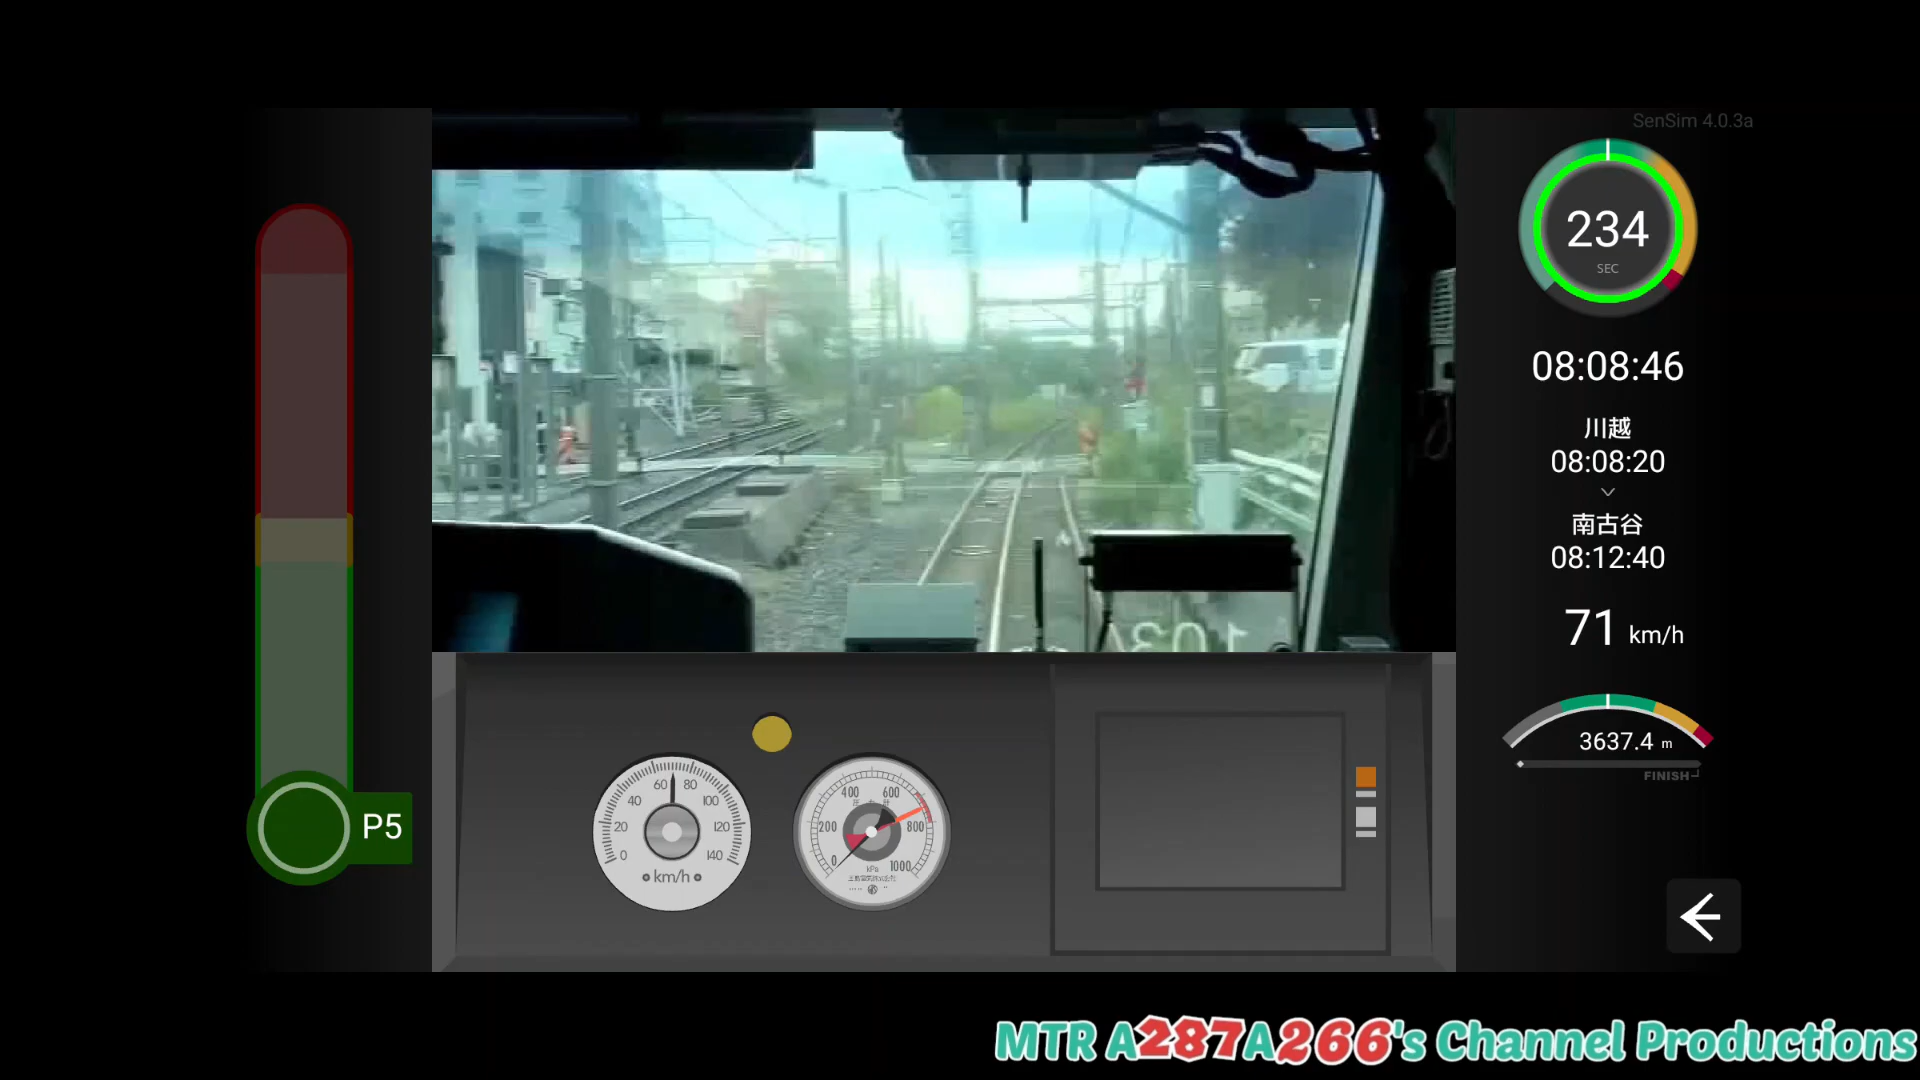 SenSim 4.0.3a
234
SEC
08:08:46
川越
08:08:20
南古谷
08:12:40
71 km/h
3637.4 m
FINISH
P5
0 20 40 60 80 100 120 140
km/h
0 200 400 600 800 1000
kPa
MTR A287A266's Channel Productions